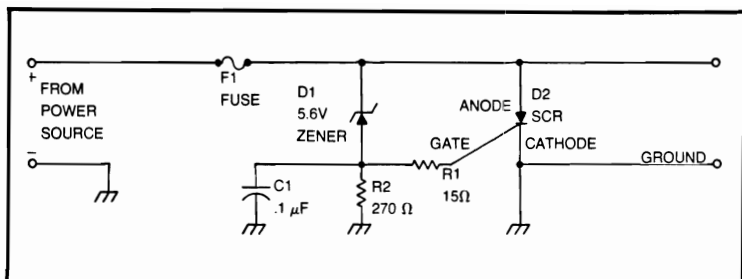 +
FROM
POWER
SOURCE
–
F1
FUSE
D1
5.6V
ZENER
ANODE
D2
SCR
GATE
CATHODE
GROUND
C1
.1 μF
R2
270 Ω
R1
15Ω